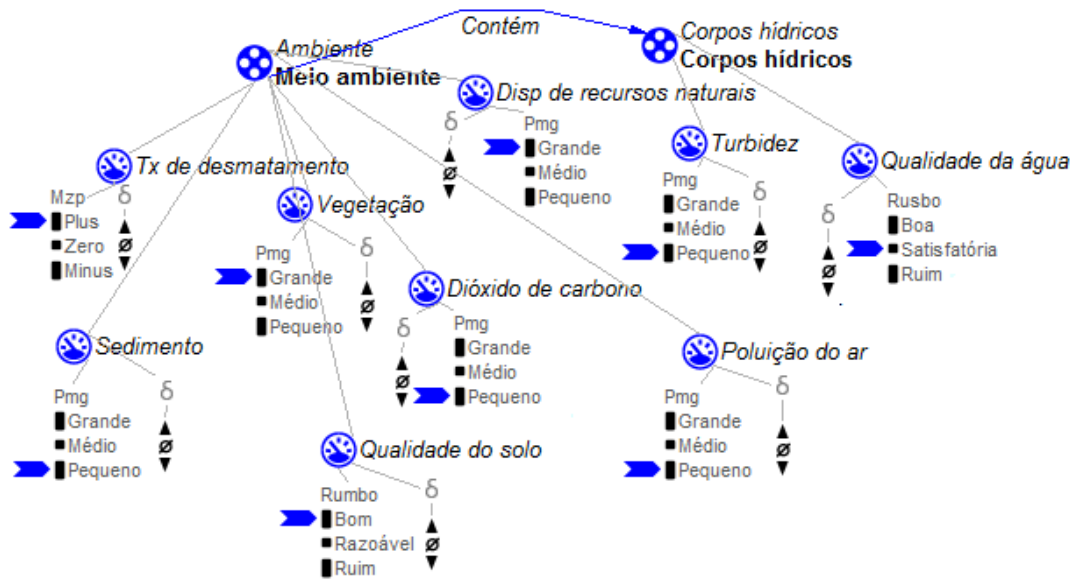 Contém
Ambiente
Meio ambiente
Corpos hídricos
Corpos hídricos
Disp de recursos naturais
δ
Pmg
Grande
Médio
Pequeno
Turbidez
Pmg
Grande
Médio
Pequeno
δ
Qualidade da água
δ
Rusbo
Boa
Satisfatória
Ruim
Tx de desmatamento
Mzp
Plus
Zero
Minus
δ
Vegetação
Pmg
Grande
Médio
Pequeno
δ
Dióxido de carbono
δ
Pmg
Grande
Médio
Pequeno
Sedimento
Pmg
Grande
Médio
Pequeno
δ
Poluição do ar
Pmg
Grande
Médio
Pequeno
δ
Qualidade do solo
Rumbo
Bom
Razoável
Ruim
δ